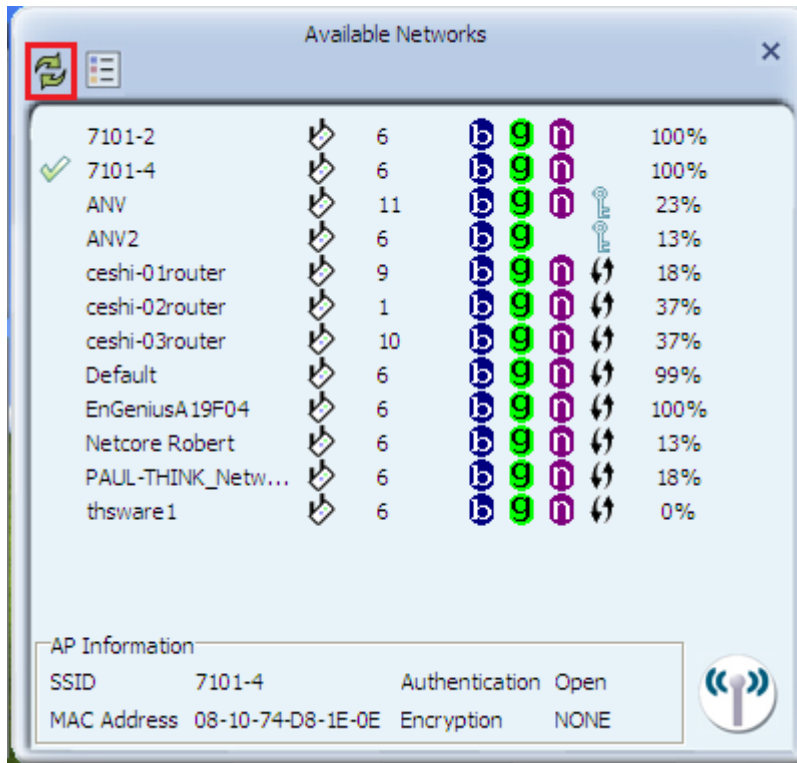 Available Networks
7101-2 6 b g n 100%
7101-4 6 b g n 100%
ANV 11 b g n 23%
ANV2 6 b g 13%
ceshi-01router 9 b g n 18%
ceshi-02router 1 b g n 37%
ceshi-03router 10 b g n 37%
Default 6 b g n 99%
EnGeniusA19F04 6 b g n 100%
Netcore Robert 6 b g n 13%
PAUL-THINK_Netw... 6 b g n 18%
thsware1 6 b g n 0%
AP Information
SSID 7101-4 Authentication Open
MAC Address 08-10-74-D8-1E-0E Encryption NONE